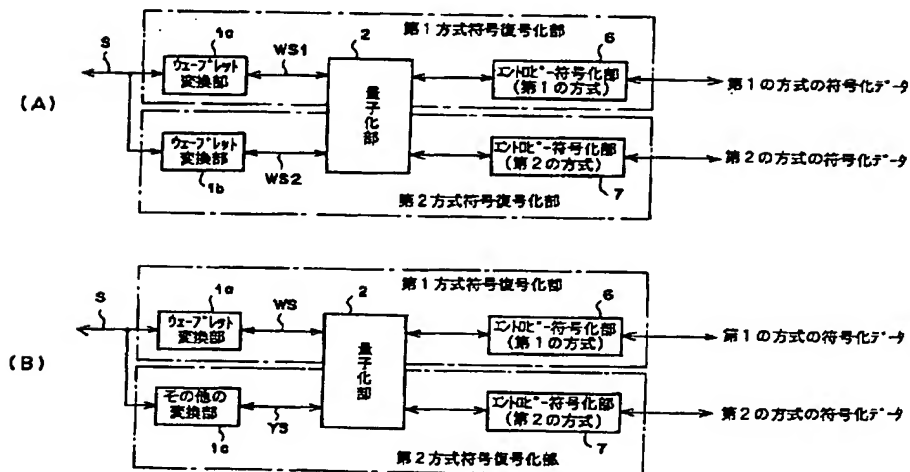 (A)
第1方式符号復号化部
S
1a
ウェーブレット
変換部
WS1
2
量子化部
6
エントロピー符号化部
(第1の方式)
第1の方式の符号化データ
ウェーブレット
変換部
1b
WS2
エントロピー符号化部
(第2の方式)
7
第2の方式の符号化データ
第2方式符号復号化部
(B)
第1方式符号復号化部
S
1a
ウェーブレット
変換部
WS
2
量子化部
6
エントロピー符号化部
(第1の方式)
第1の方式の符号化データ
その他の
変換部
1c
YS
エントロピー符号化部
(第2の方式)
7
第2の方式の符号化データ
第2方式符号復号化部